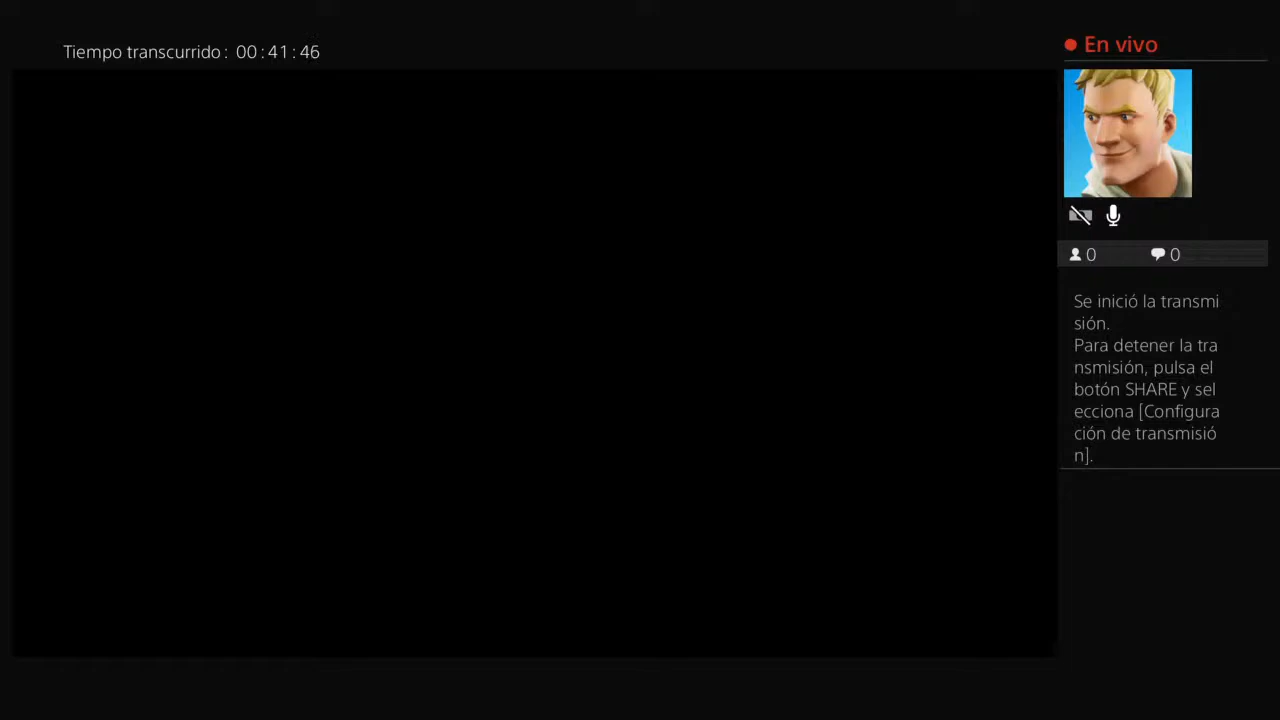 Tiempo transcurrido: 00:41:46
En vivo
0 0
Se inició la transmi
sión.
Para detener la tra
nsmisión, pulsa el
botón SHARE y sel
ecciona [Configura
ción de transmisió
n].